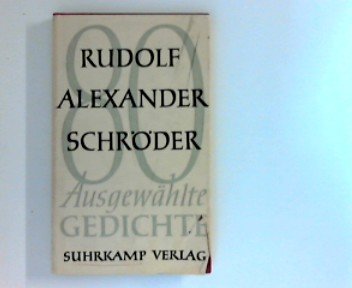 80
RUDOLF
ALEXANDER
SCHRÖDER
Ausgewählte
GEDICHTE
SUHRKAMP VERLAG